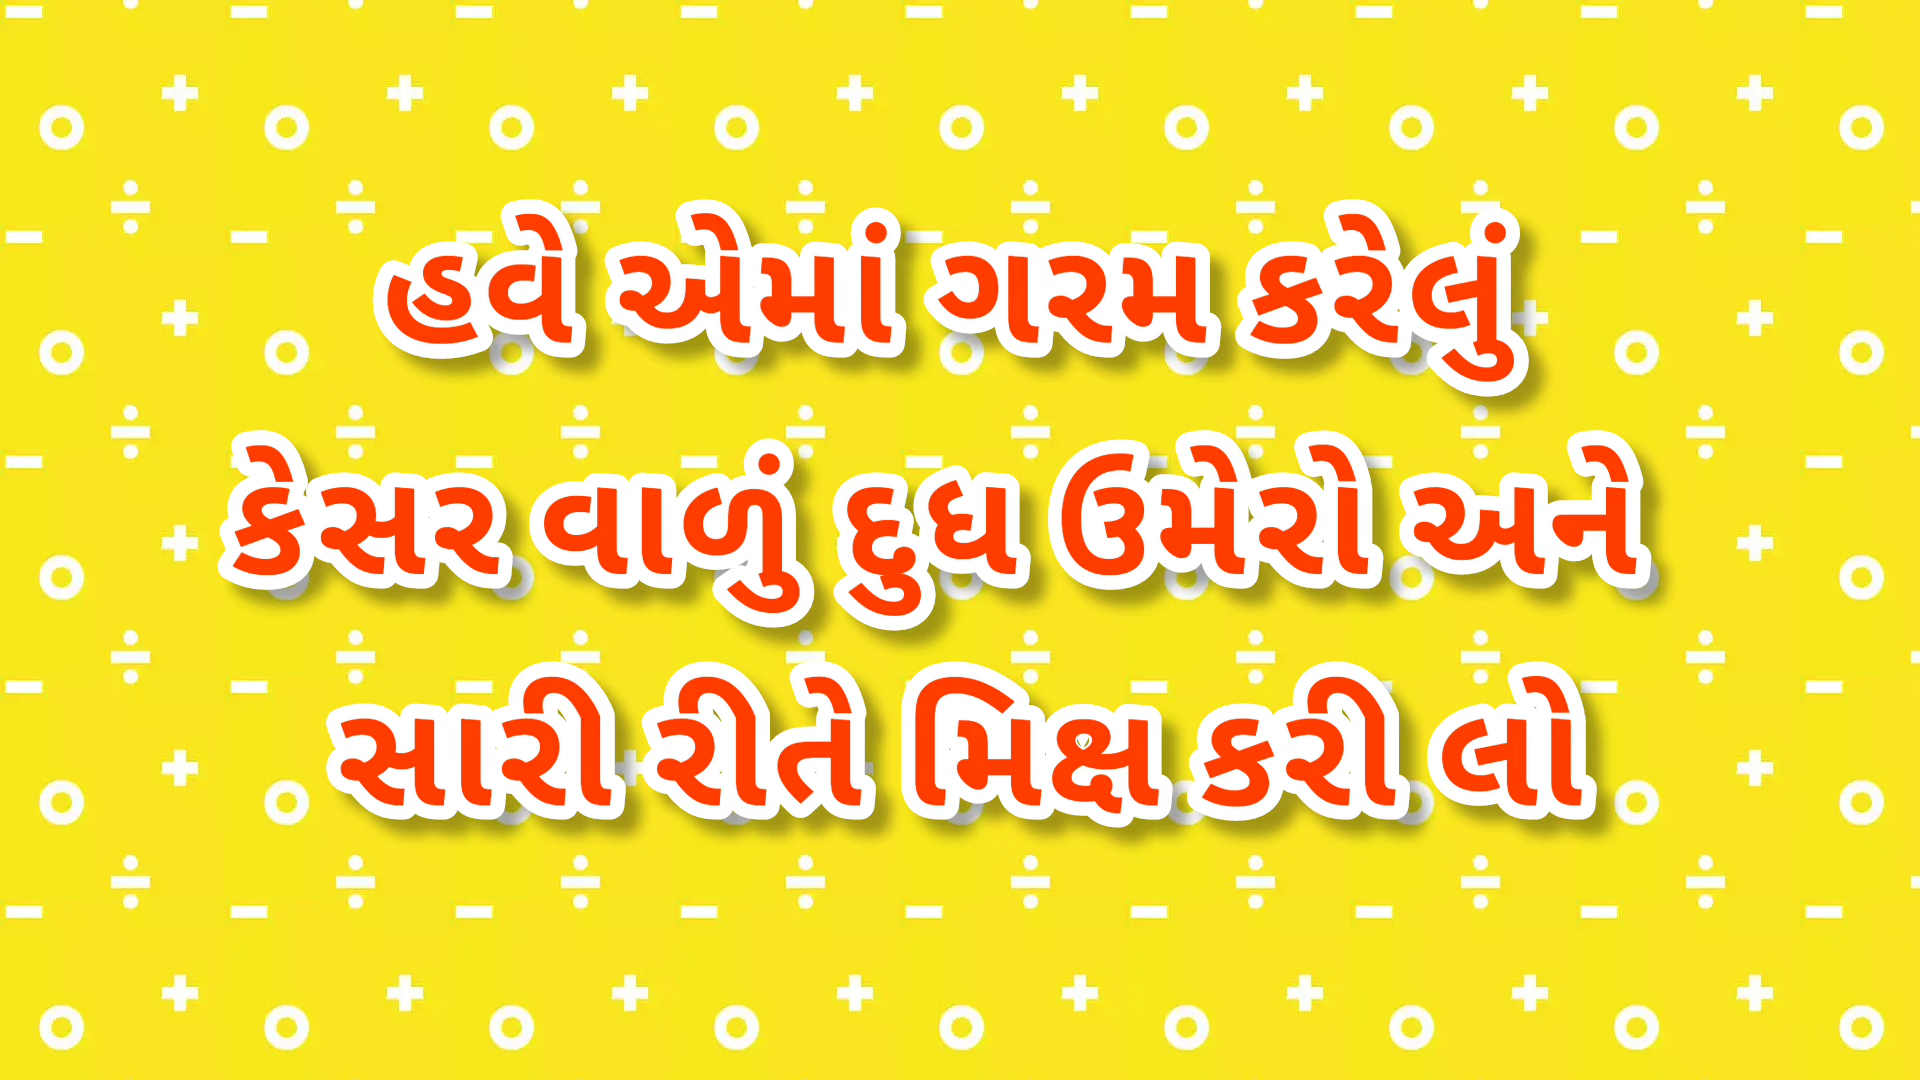 હવે એમાં ગરમ કરેલું
કેસર વાળું દુધ ઉમેરો અને
સારી રીતે મિક્ષ કરી લો